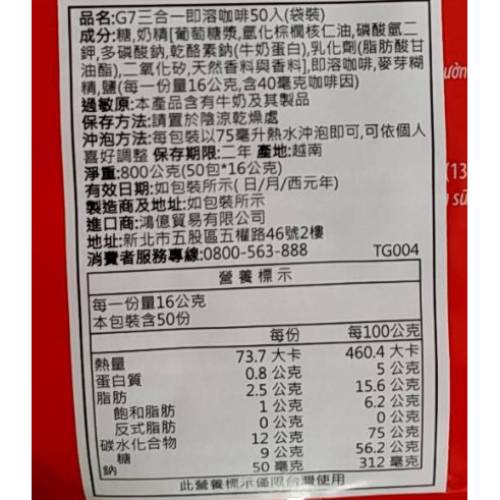 品名:G7三合一即溶咖啡50入(袋裝)
成分:糖,奶精[葡萄糖漿,氫化棕櫚核仁油,磷酸氫二
鉀,多磷酸鈉,乾酪素鈉(牛奶蛋白),乳化劑(脂肪酸甘
油酯),二氧化矽,天然香料與香料],即溶咖啡,麥芽糊
精,鹽(每一份量16公克,含40毫克咖啡因)
過敏原:本產品含有牛奶及其製品
保存方法:請置於陰涼乾燥處
沖泡方法:每包裝以75毫升熱水沖泡即可,可依個人
喜好調整 保存期限:二年 產地:越南
淨重:800公克(50包*16公克)
有效日期:如包裝所示(日/月/西元年)
製造商及地址:如包裝所示
進口商:鴻億貿易有限公司
地址:新北市五股區五權路46號2樓
消費者服務專線:0800-563-888 TG004
營養標示
每一份量16公克
本包裝含50份
每份 每100公克
熱量 73.7 大卡 460.4 大卡
蛋白質 0.8 公克 5 公克
脂肪 2.5 公克 15.6 公克
飽和脂肪 1 公克 6.2 公克
反式脂肪 0 公克 0 公克
碳水化合物 12 公克 75 公克
糖 9 公克 56.2 公克
鈉 50 毫克 312 毫克
此營養標示僅限台灣使用
(13
sữ